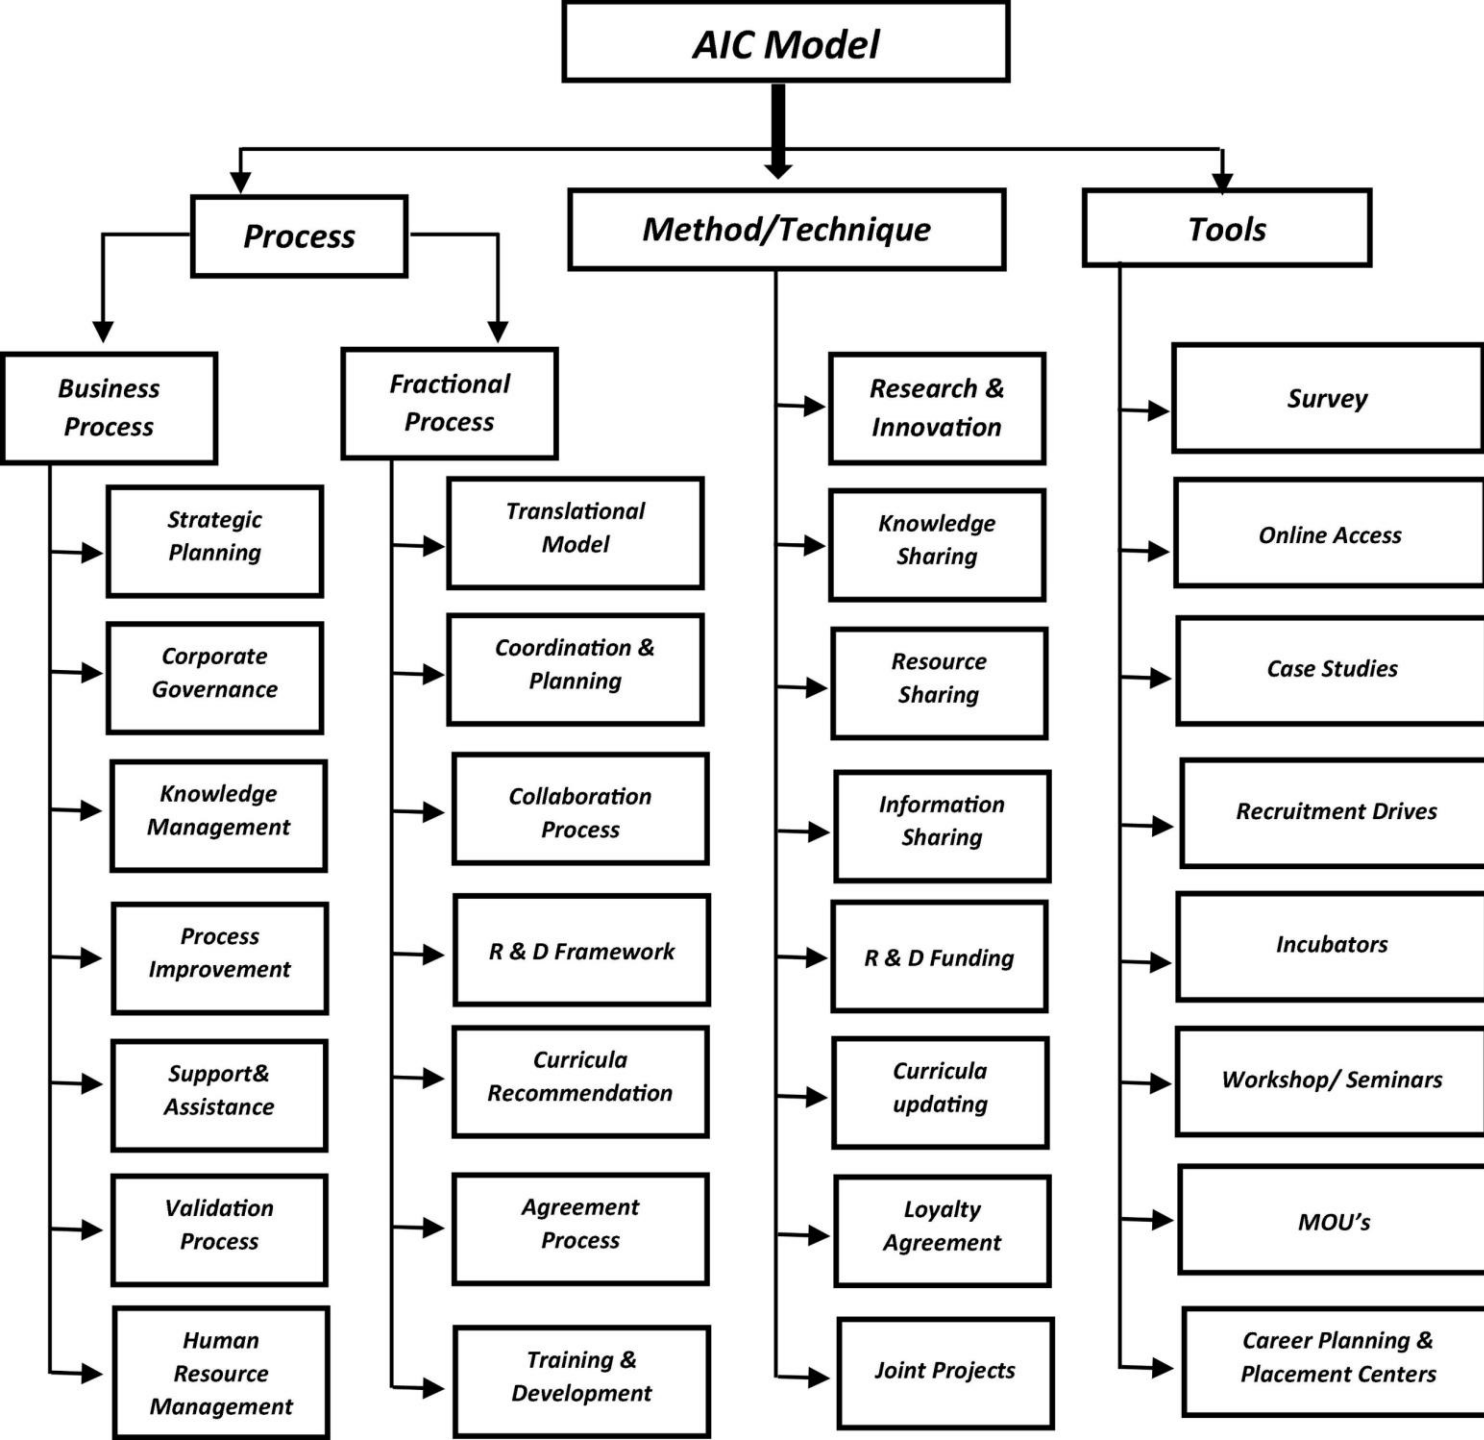 AIC Model
Process
Method/Technique
Tools
Business
Process
Strategic
Planning
Corporate
Governance
Knowledge
Management
Process
Improvement
Support&
Assistance
Validation
Process
Human
Resource
Management
Fractional
Process
Translational
Model
Coordination &
Planning
Collaboration
Process
R & D Framework
Curricula
Recommendation
Agreement
Process
Training &
Development
Research &
Innovation
Knowledge
Sharing
Resource
Sharing
Information
Sharing
R & D Funding
Curricula
updating
Loyalty
Agreement
Joint Projects
Survey
Online Access
Case Studies
Recruitment Drives
Incubators
Workshop/ Seminars
MOU’s
Career Planning &
Placement Centers